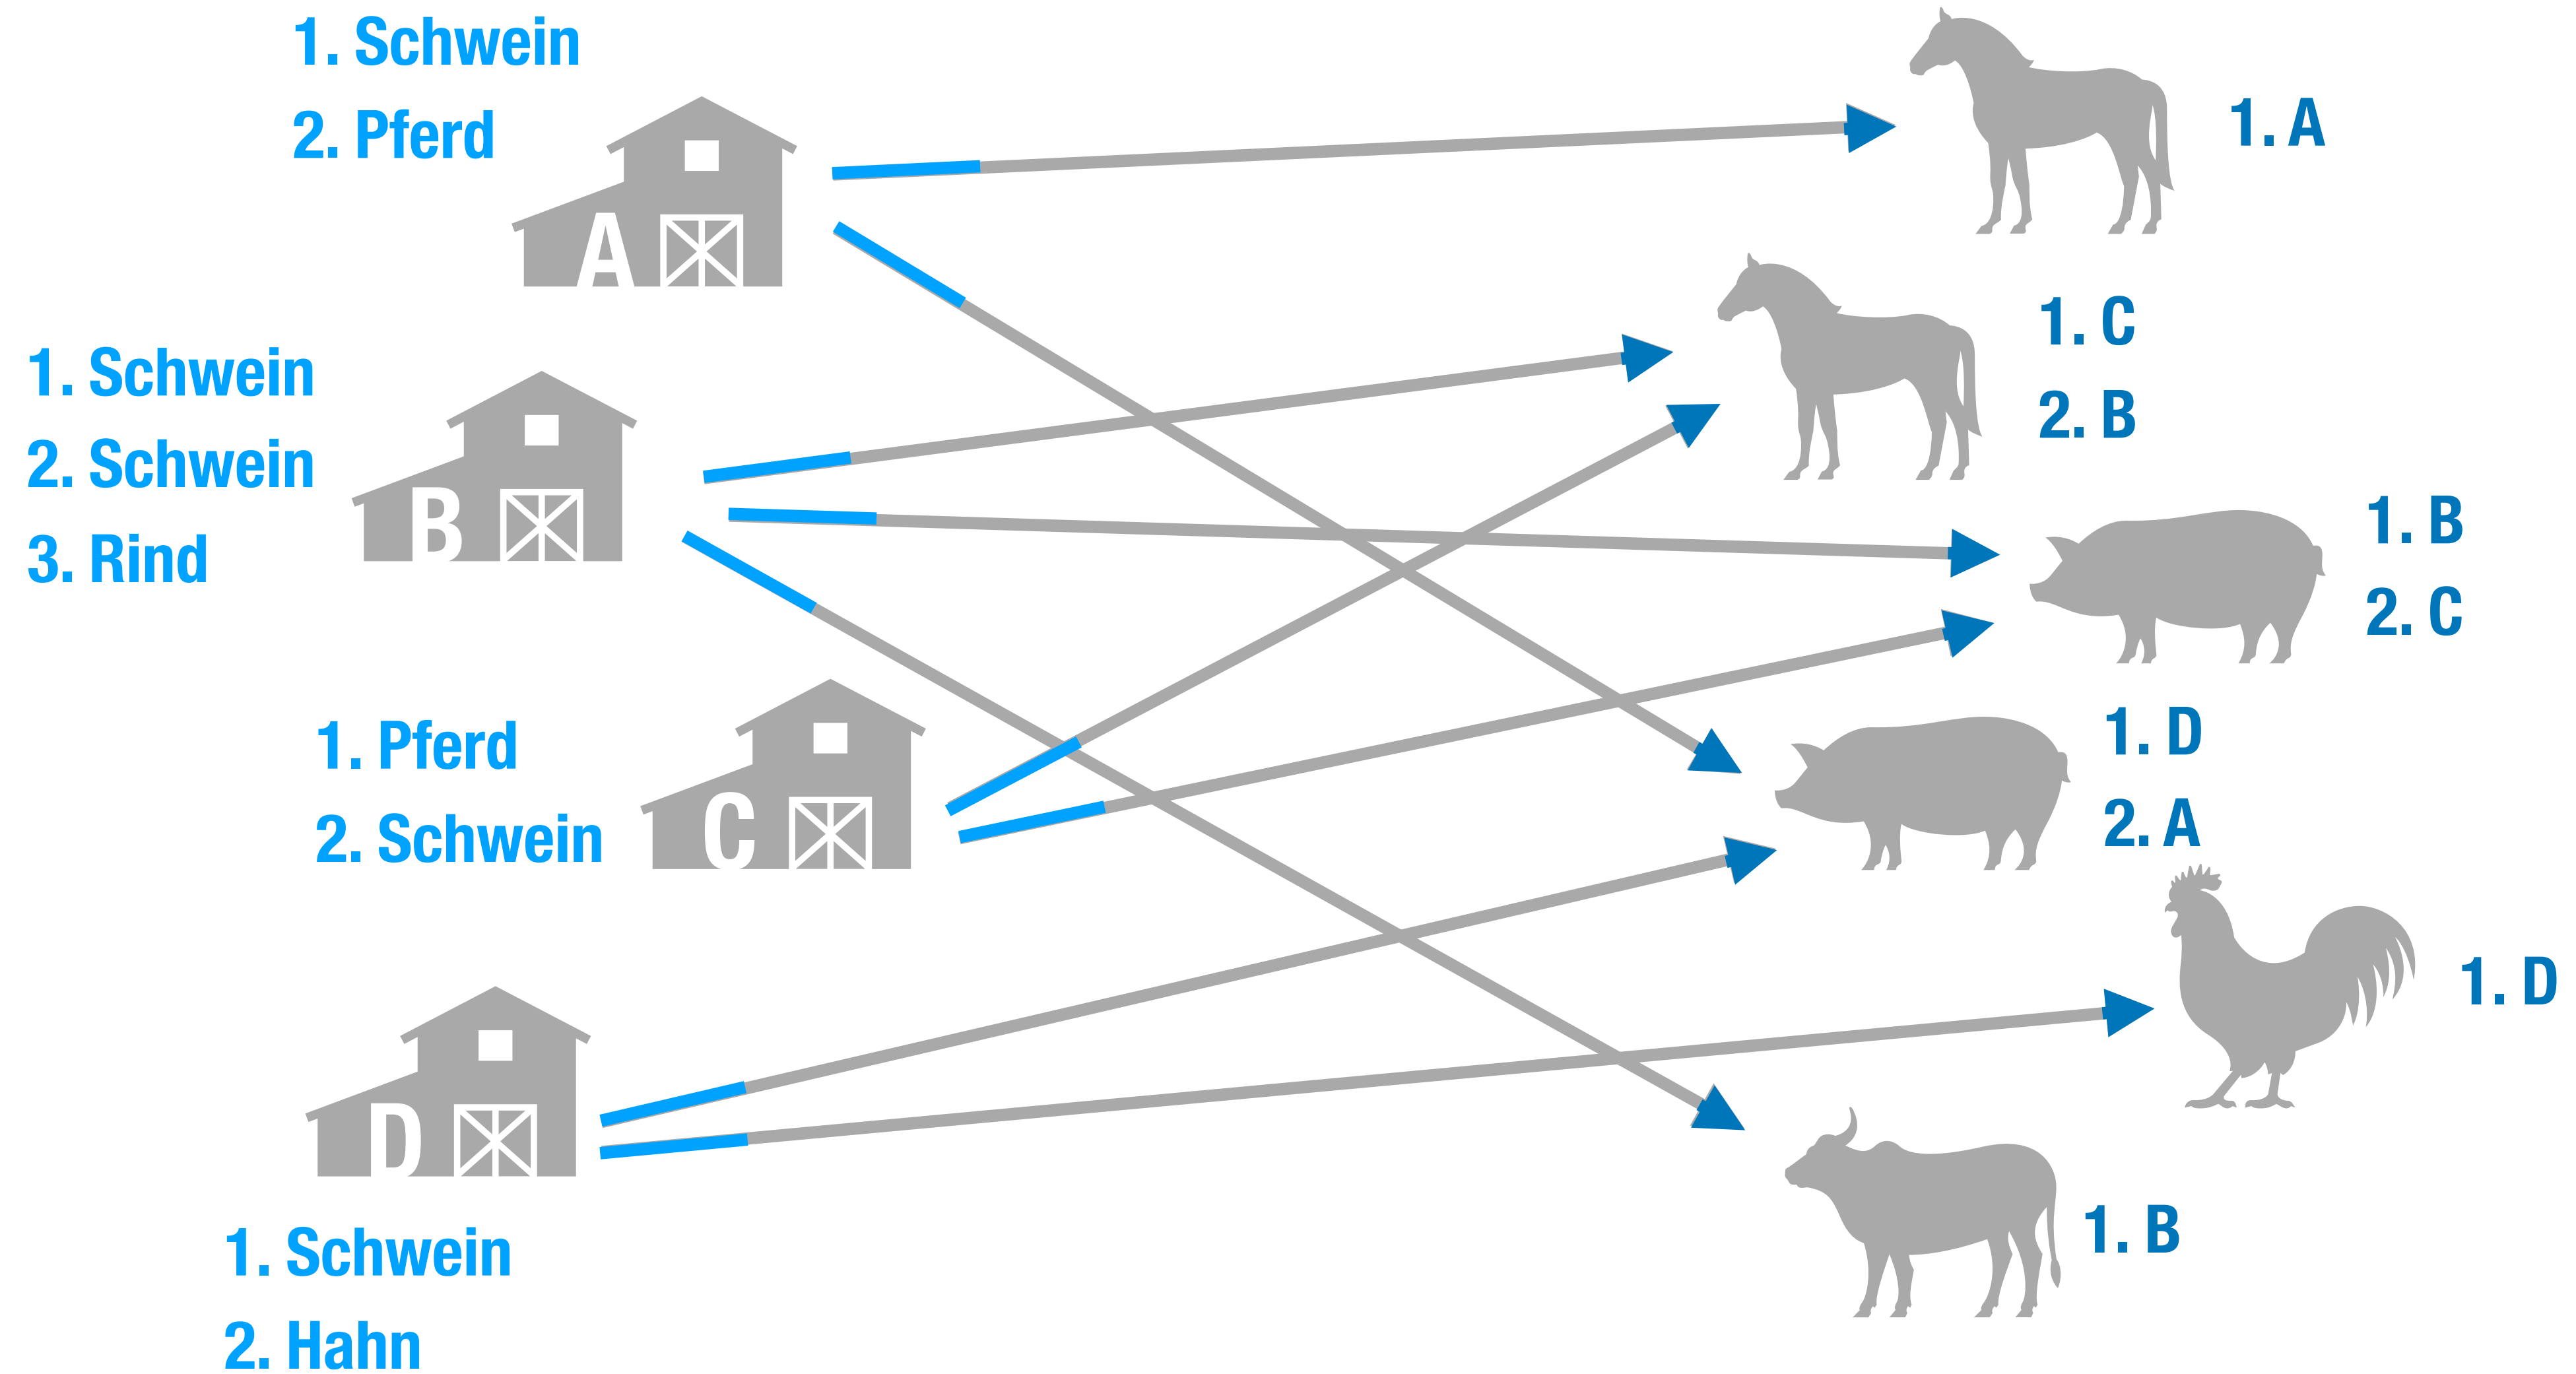 1. Schwein
2. Pferd
A
1. A
1. Schwein
2. Schwein
3. Rind
B
1. C
2. B
1. B
2. C
1. Pferd
2. Schwein
C
1. D
2. A
D
1. Schwein
2. Hahn
1. D
1. B